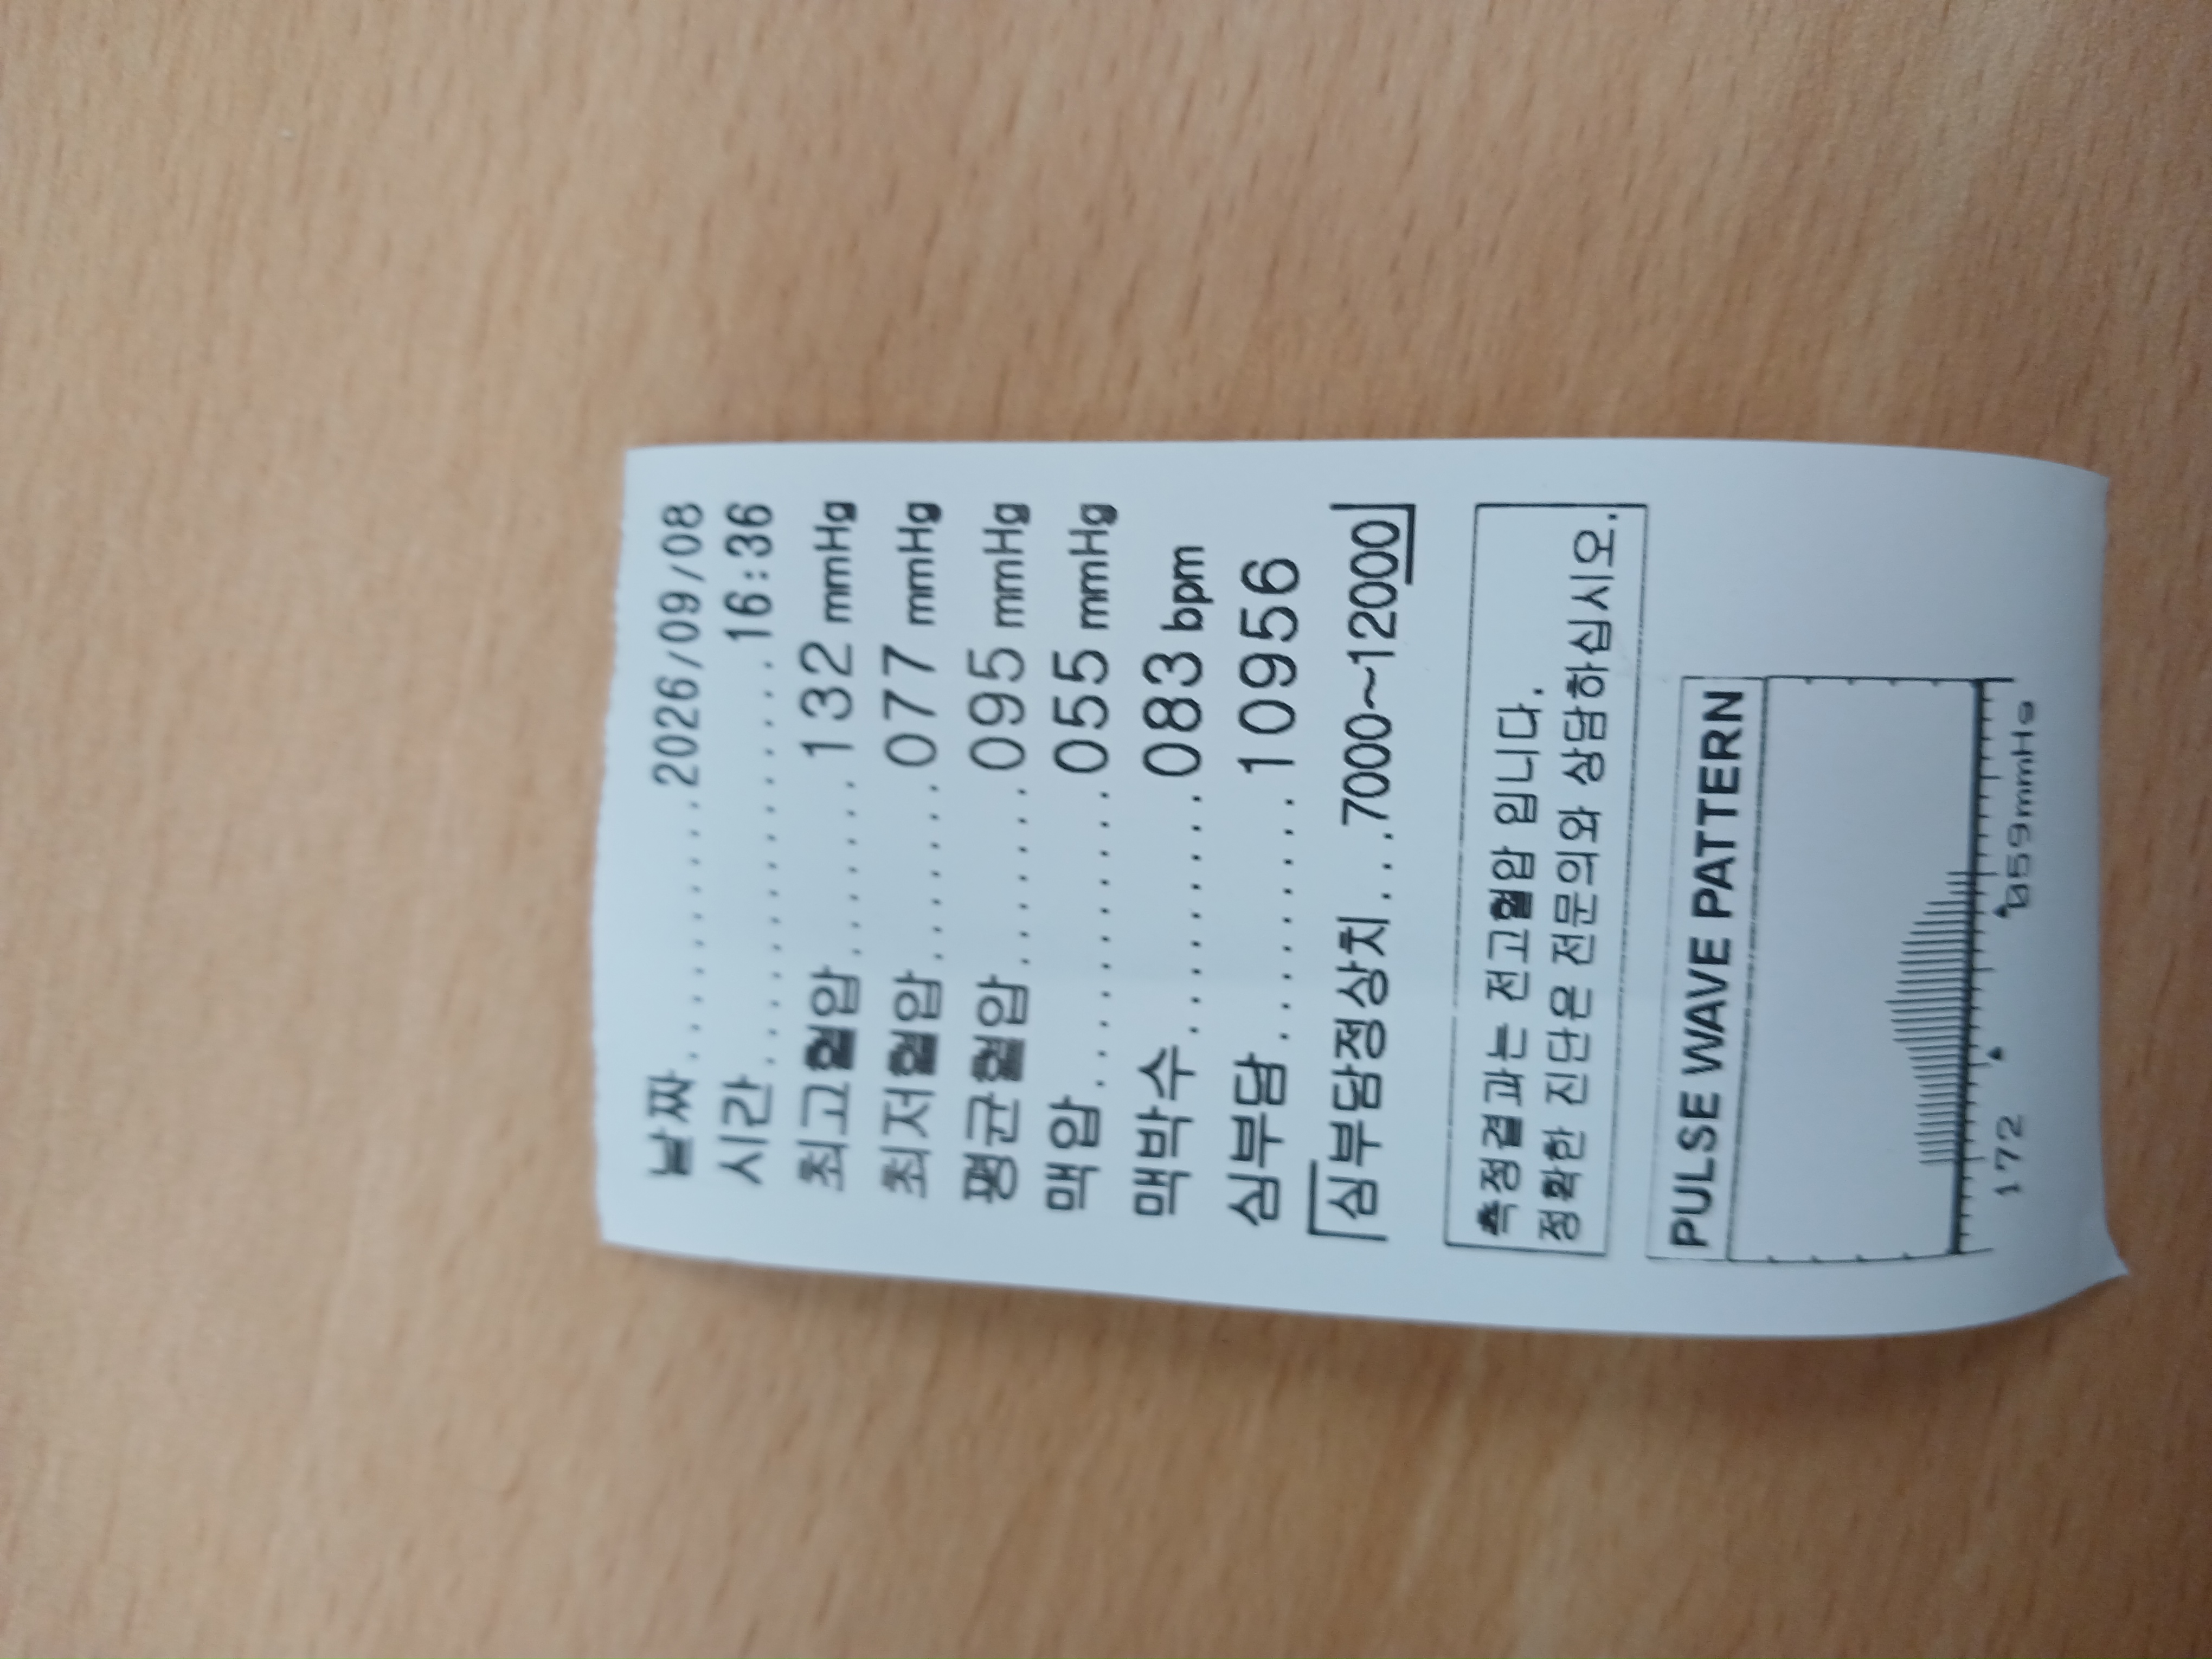 날짜..............2026/09/08
시간..................16:36
최고혈압.........132 mmHg
최저혈압.........077 mmHg
평균혈압.........095 mmHg
맥압..............055 mmHg
맥박수............083 bpm
심부담............10956
심부담정상치...7000~12000
측정결과는 전고혈압 입니다.
정확한 진단은 전문의와 상담하십시오.
PULSE WAVE PATTERN
172 059mmHg